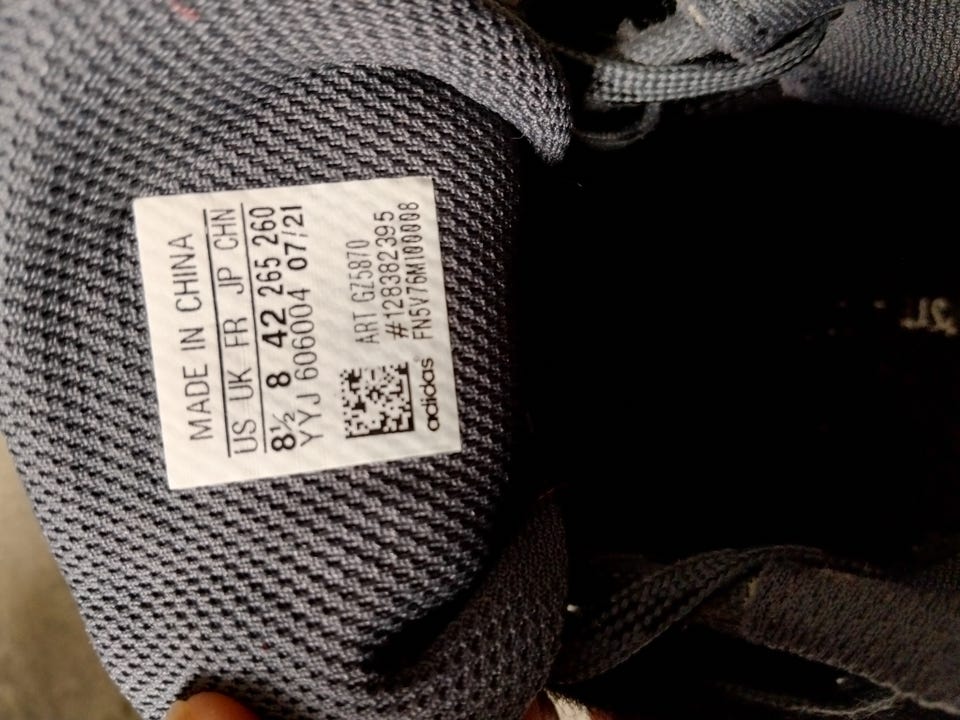 MADE IN CHINA
US UK FR JP CHN
8½ 8 42 265 260
YYJ 606004 07/21
ART GZ5870
#128382395
FN5V76MI00008
adidas